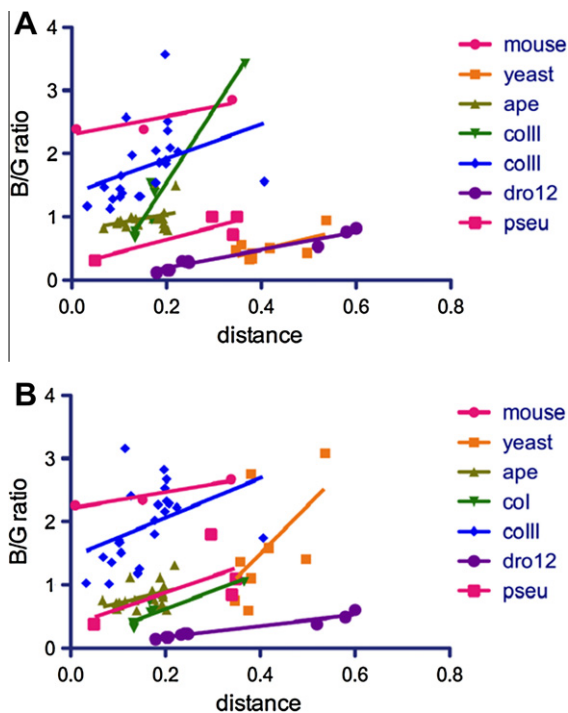 A
B/G ratio
4
3
2
1
0
0.0 0.2 0.4 0.6 0.8
distance
mouse
yeast
ape
colII
colII
dro12
pseu
B
B/G ratio
4
3
2
1
0
0.0 0.2 0.4 0.6 0.8
distance
mouse
yeast
ape
col
colII
dro12
pseu